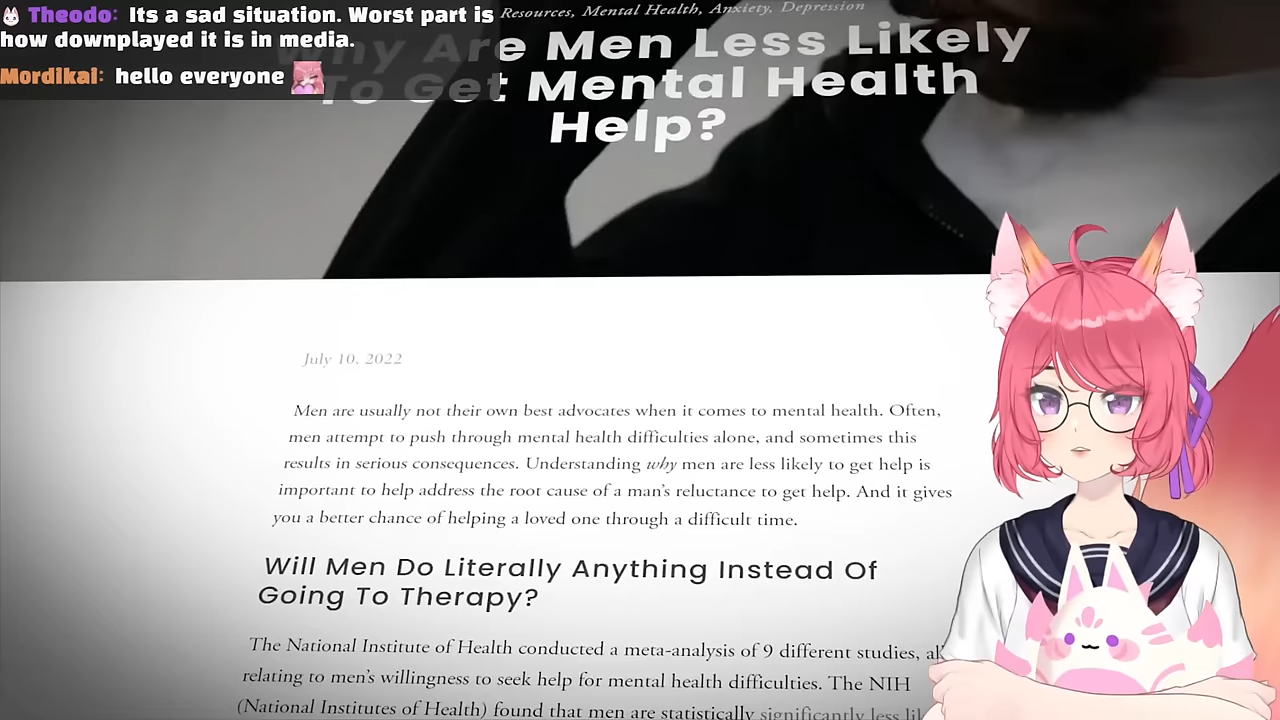 Theodo: Its a sad situation. Worst part is
how downplayed it is in media.
Mordikai: hello everyone
Resources, Mental Health, Anxiety, Depression
Why Are Men Less Likely
To Get Mental Health
Help?
July 10, 2022
Men are usually not their own best advocates when it comes to mental health. Often,
men attempt to push through mental health difficulties alone, and sometimes this
results in serious consequences. Understanding why men are less likely to get help is
important to help address the root cause of a man's reluctance to get help. And it gives
you a better chance of helping a loved one through a difficult time.
Will Men Do Literally Anything Instead Of
Going To Therapy?
The National Institute of Health conducted a meta-analysis of 9 different studies,
relating to men's willingness to seek help for mental health difficulties. The NIH
(National Institutes of Health) found that men are statistically significantly less